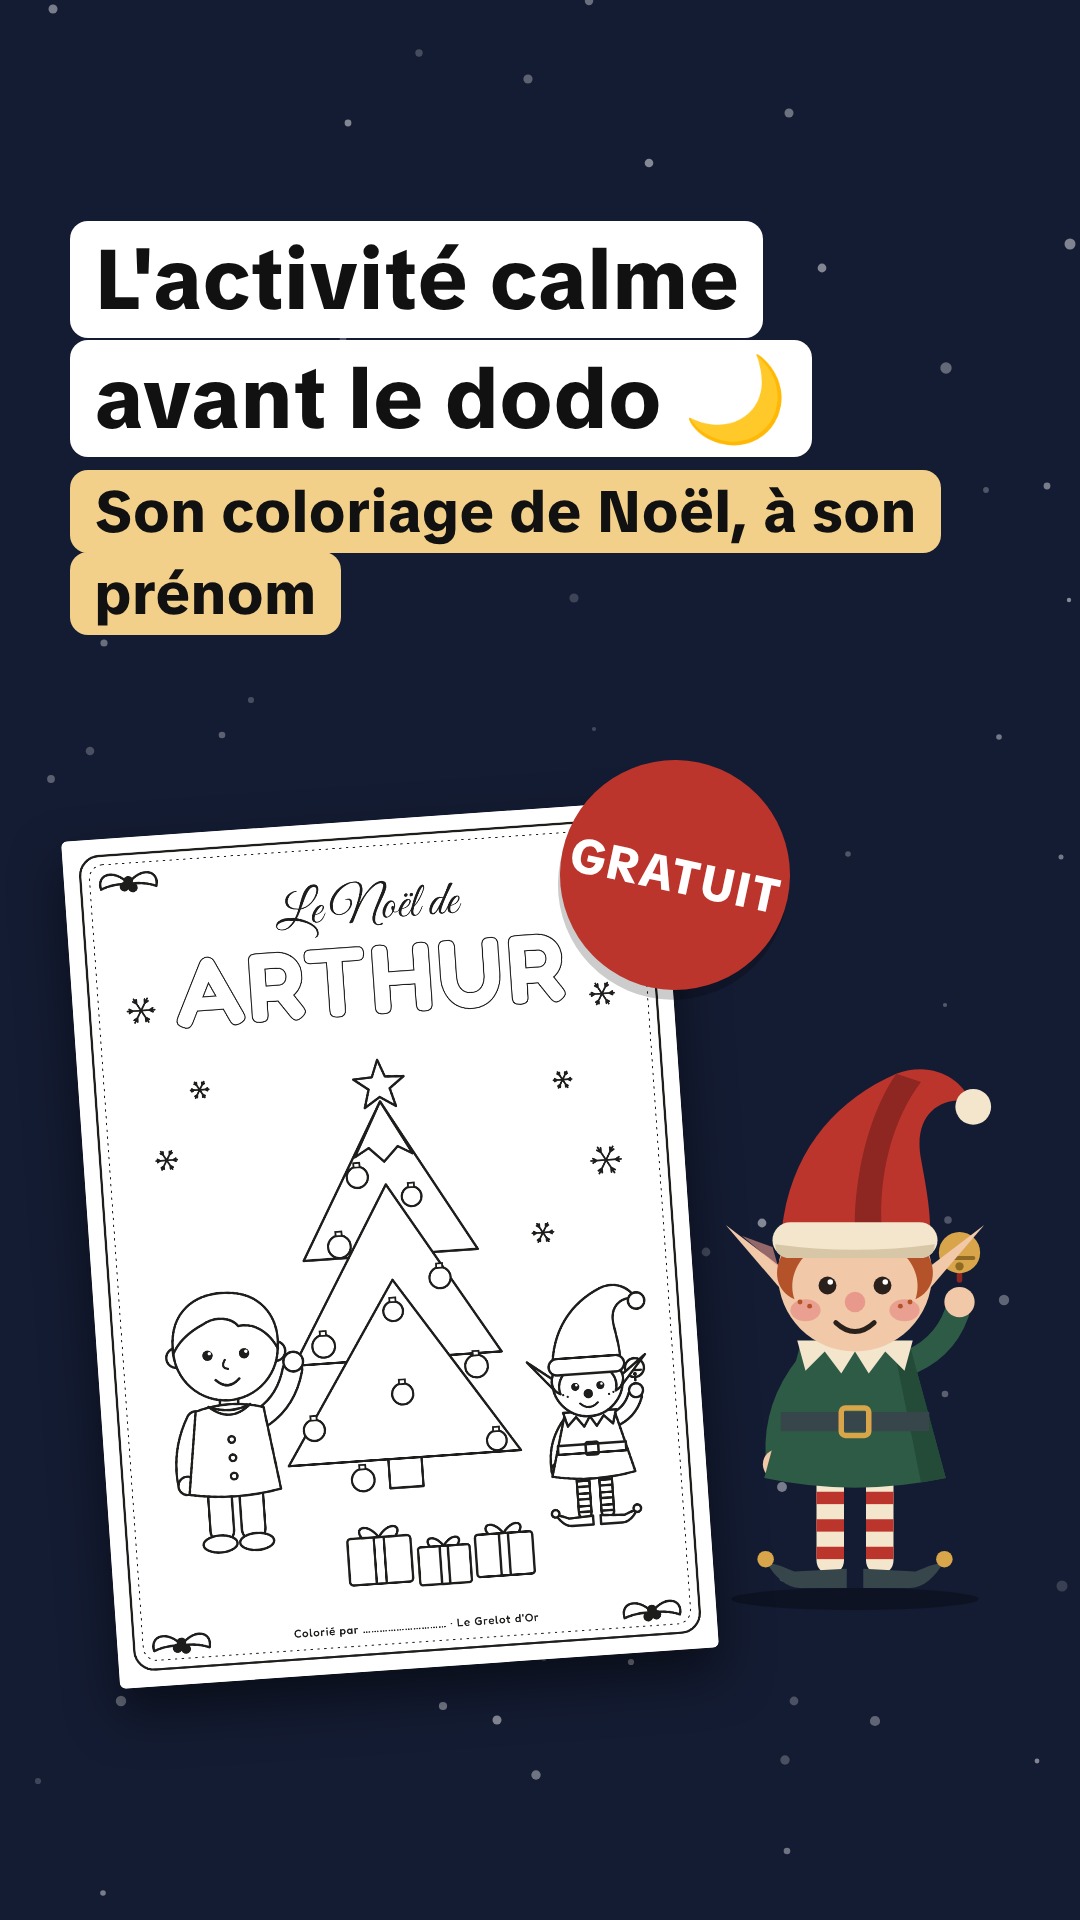 L'activité calme
avant le dodo 🌙
Son coloriage de Noël, à son
prénom
GRATUIT
Le Noël de
ARTHUR
Colorié par ............................ · Le Grelot d'Or